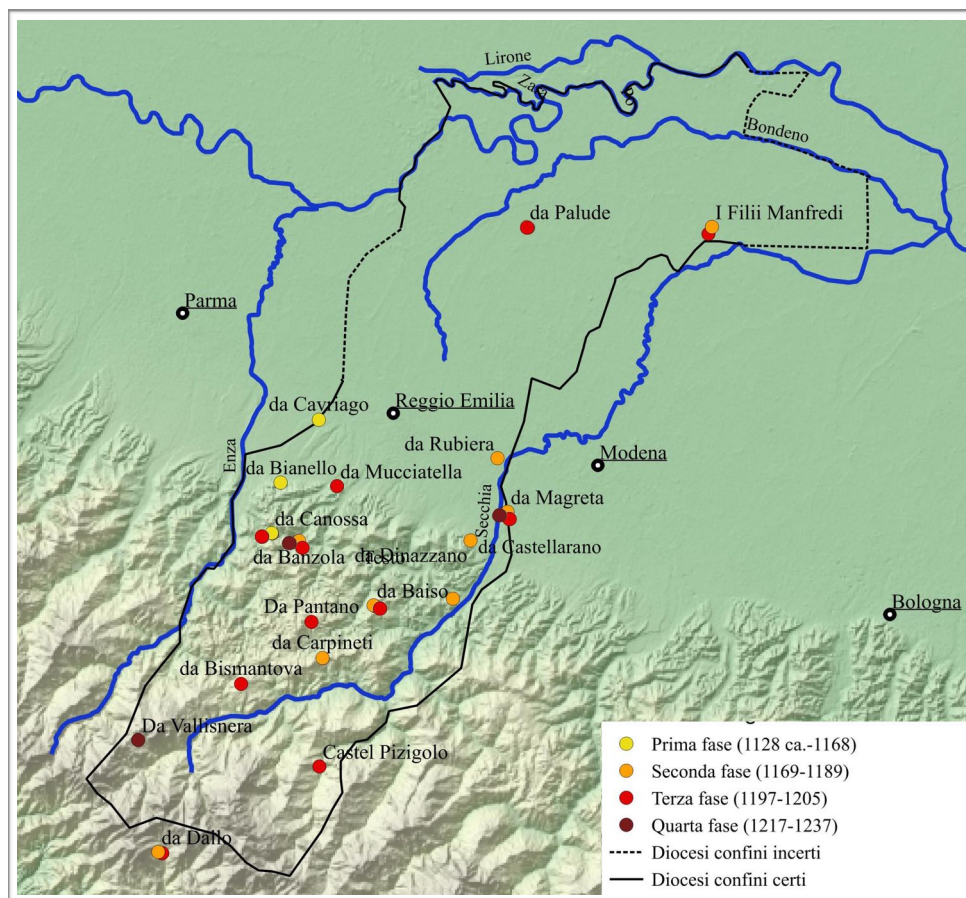 Lirone
Zara
Po
Bondeno
da Palude
I Filii Manfredi
Parma
da Cavriago
Reggio Emilia
da Rubiera
Modena
Enza
da Bianello
da Mucciatella
Secchia
da Magreta
da Canossa
da Banzola
da Dinazzano
da Castellarano
da Baiso
Da Pantano
Bologna
da Carpineti
da Bismantova
Da Vallisnera
Castel Pizigolo
da Dallo
Prima fase (1128 ca.-1168)
Seconda fase (1169-1189)
Terza fase (1197-1205)
Quarta fase (1217-1237)
Diocesi confini incerti
Diocesi confini certi